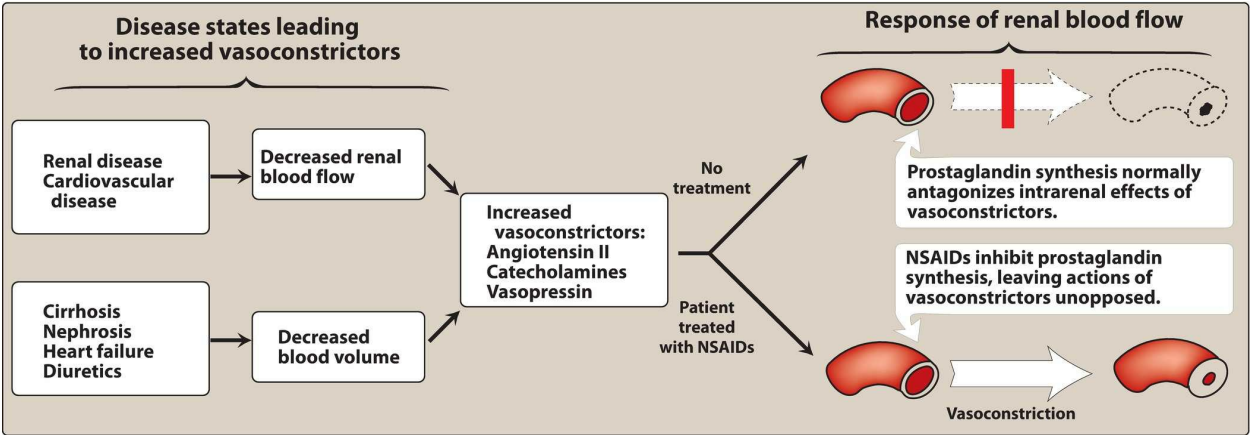 Disease states leading
to increased vasoconstrictors
Response of renal blood flow
Renal disease
Cardiovascular
disease
Decreased renal
blood flow
Cirrhosis
Nephrosis
Heart failure
Diuretics
Decreased
blood volume
Increased
vasoconstrictors:
Angiotensin II
Catecholamines
Vasopressin
No
treatment
Patient
treated
with NSAIDs
Prostaglandin synthesis normally
antagonizes intrarenal effects of
vasoconstrictors.
NSAIDs inhibit prostaglandin
synthesis, leaving actions of
vasoconstrictors unopposed.
Vasoconstriction